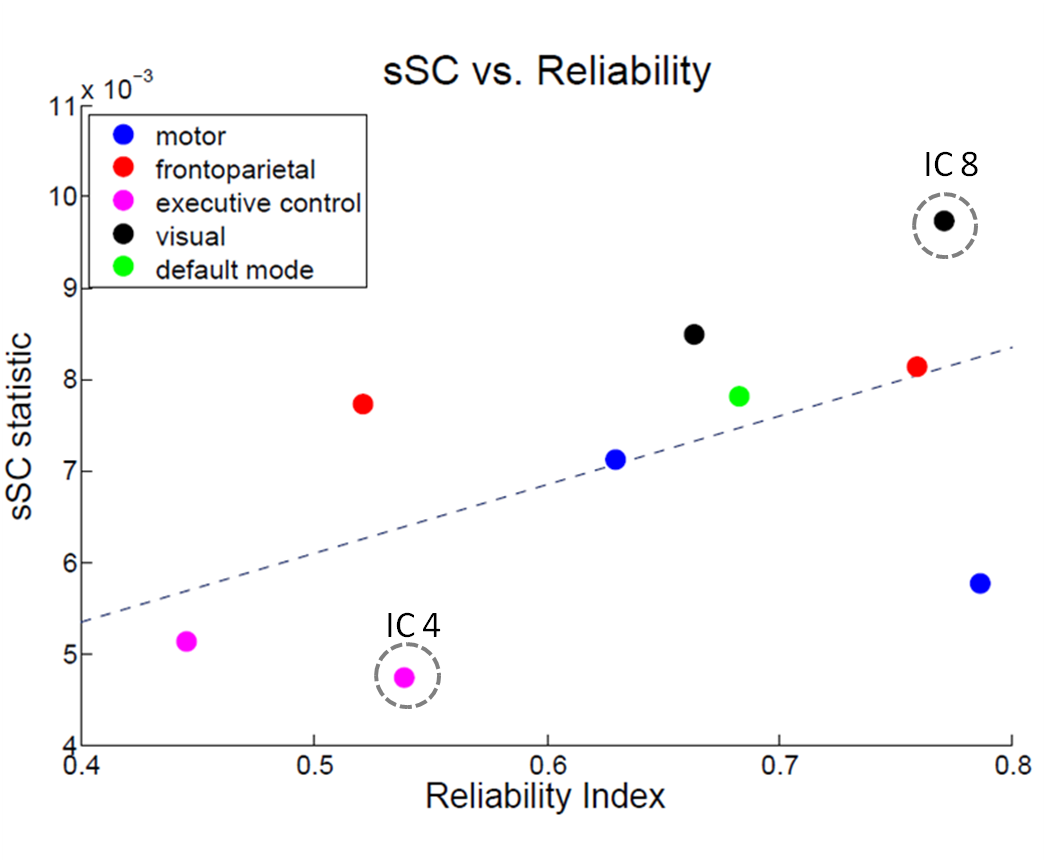 sSC vs. Reliability
x 10⁻³
11
10
9
8
7
6
5
4
motor
frontoparietal
executive control
visual
default mode
IC 8
IC 4
sSC statistic
0.4 0.5 0.6 0.7 0.8
Reliability Index